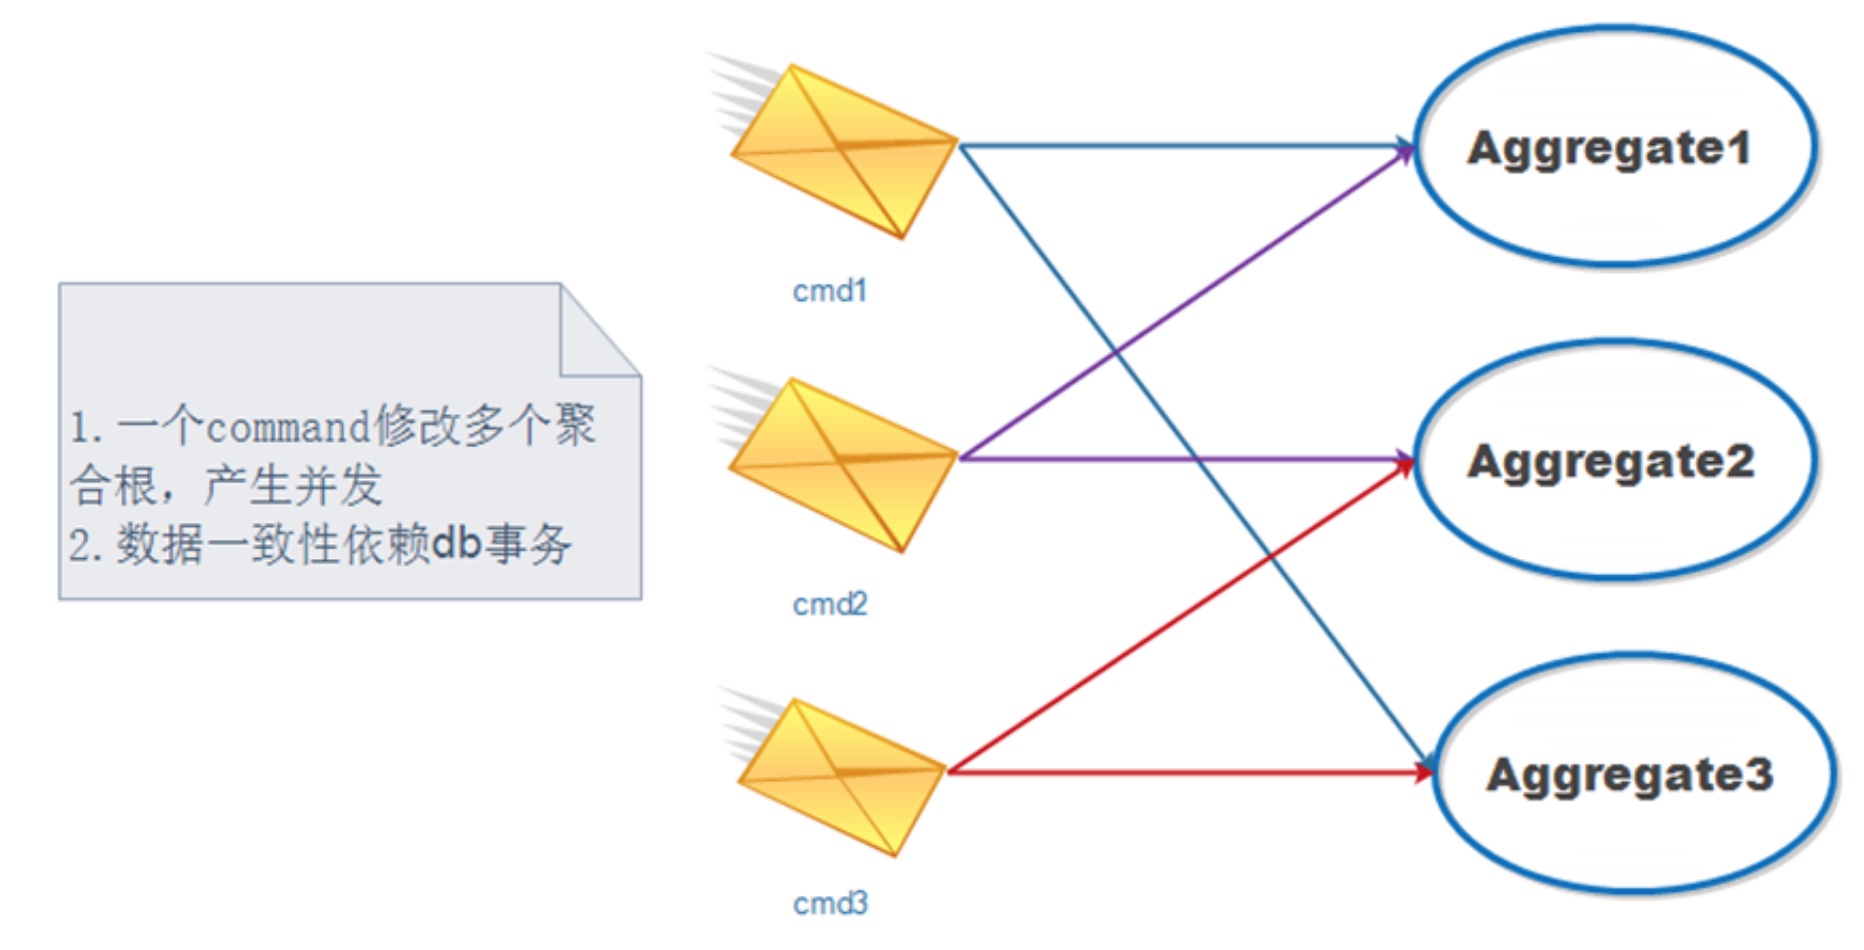 1.一个command修改多个聚
合根，产生并发
2.数据一致性依赖db事务
cmd1
Aggregate1
cmd2
Aggregate2
cmd3
Aggregate3